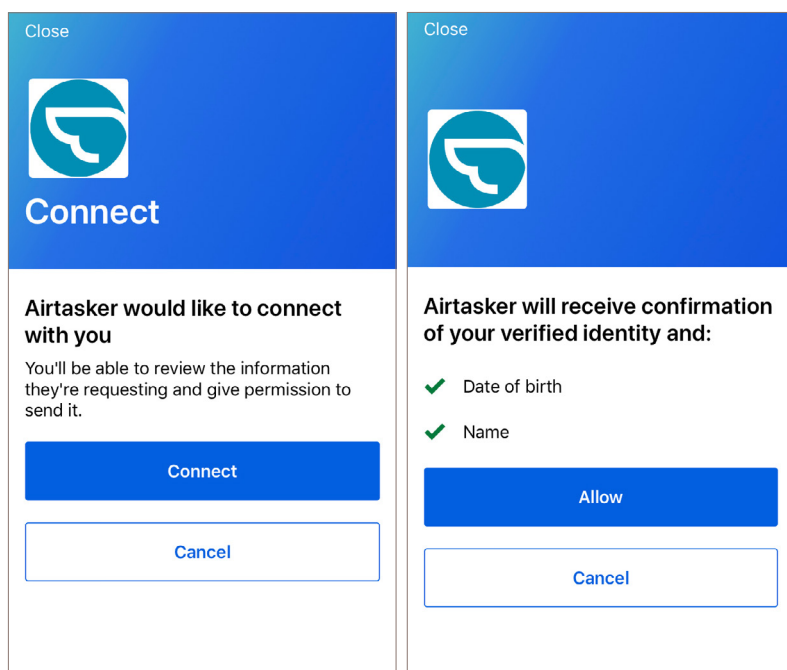 Close
Connect
Airtasker would like to connect
with you
You'll be able to review the information
they're requesting and give permission to
send it.
Connect
Cancel
Close
Airtasker will receive confirmation
of your verified identity and:
Date of birth
Name
Allow
Cancel